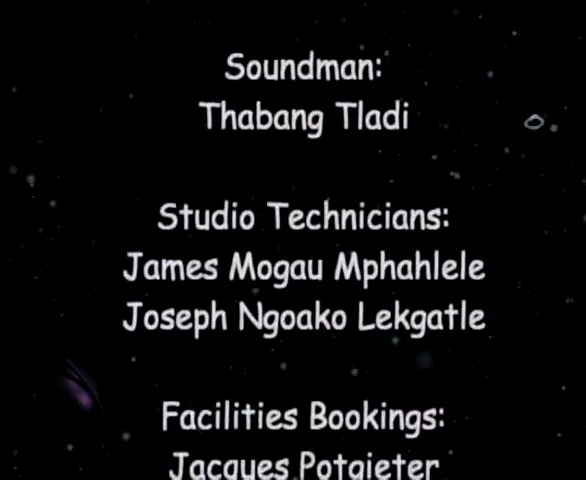 Soundman:
Thabang Tladi
Studio Technicians:
James Mogau Mphahlele
Joseph Ngoako Lekgatle
Facilities Bookings:
Jacques Potgieter